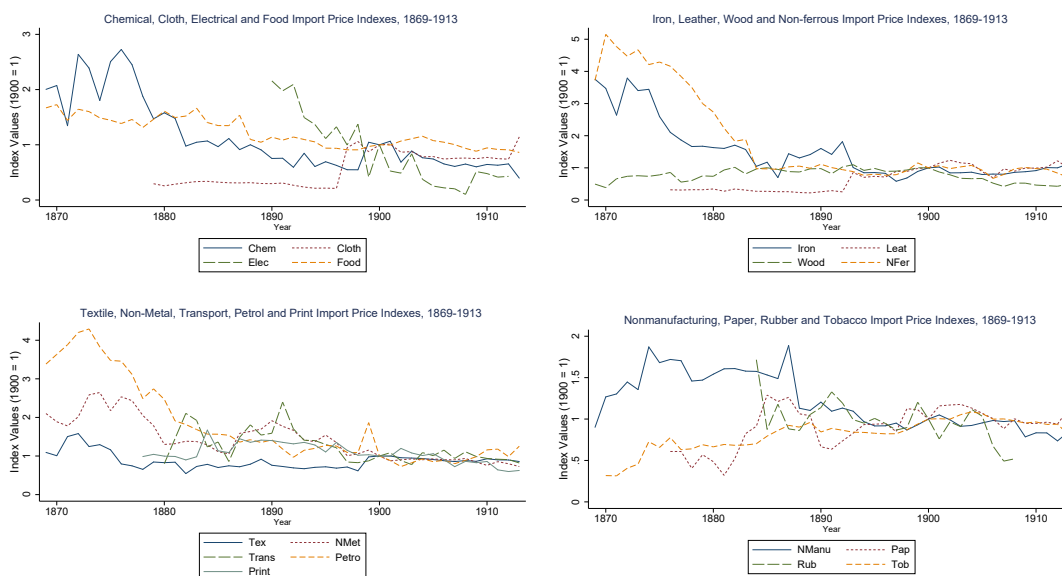 Chemical, Cloth, Electrical and Food Import Price Indexes, 1869-1913
Index Values (1900 = 1)
3
2
1
0
1870 1880 1890 1900 1910
Year
Chem Cloth
Elec Food
Iron, Leather, Wood and Non-ferrous Import Price Indexes, 1869-1913
Index Values (1900 = 1)
5
4
3
2
1
0
1870 1880 1890 1900 1910
Year
Iron Leat
Wood NFer
Textile, Non-Metal, Transport, Petrol and Print Import Price Indexes, 1869-1913
Index Values (1900 = 1)
4
3
2
1
0
1870 1880 1890 1900 1910
Year
Tex NMet
Trans Petro
Print
Nonmanufacturing, Paper, Rubber and Tobacco Import Price Indexes, 1869-1913
Index Values (1900 = 1)
2
1.5
1
.5
0
1870 1880 1890 1900 1910
Year
NManu Pap
Rub Tob